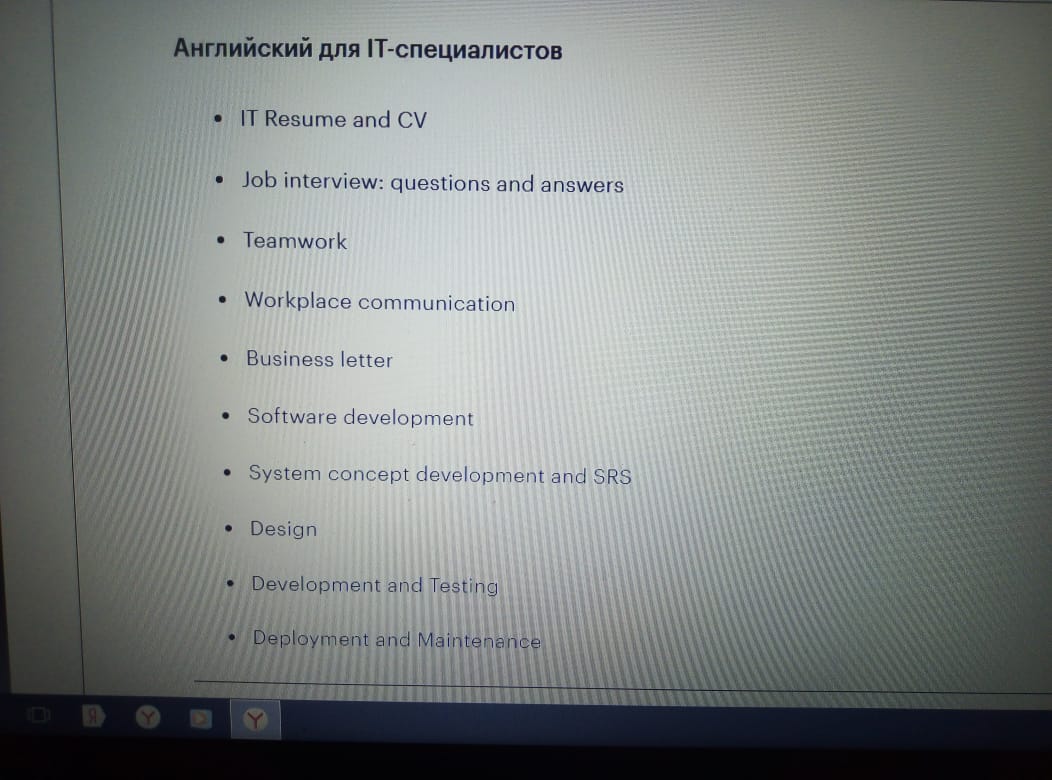 Английский для IT-специалистов
• IT Resume and CV
• Job interview: questions and answers
• Teamwork
• Workplace communication
• Business letter
• Software development
• System concept development and SRS
• Design
• Development and Testing
• Deployment and Maintenance
Я
Y
Y